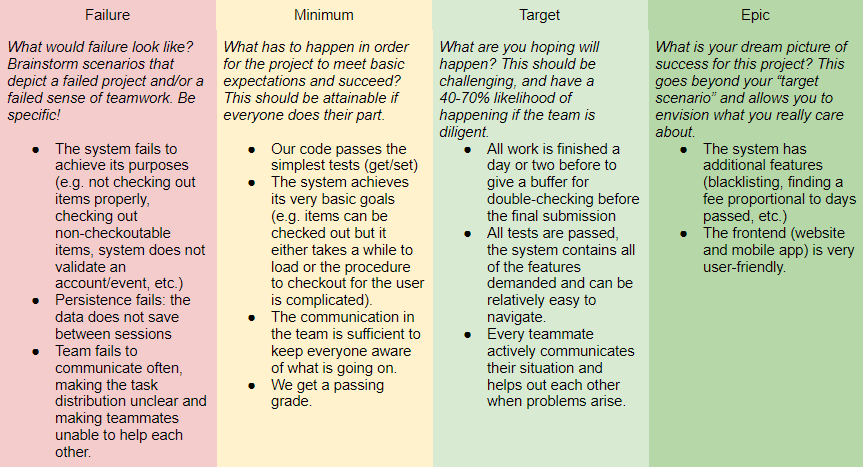 Failure
What would failure look like?
Brainstorm scenarios that
depict a failed project and/or a
failed sense of teamwork. Be
specific!
● The system fails to
achieve its purposes
(e.g. not checking out
items properly,
checking out
non-checkoutable
items, system does not
validate an
account/event, etc.)
● Persistence fails: the
data does not save
between sessions
● Team fails to
communicate often,
making the task
distribution unclear and
making teammates
unable to help each
other.
Minimum
What has to happen in order
for the project to meet basic
expectations and succeed?
This should be attainable if
everyone does their part.
● Our code passes the
simplest tests (get/set)
● The system achieves
its very basic goals
(e.g. items can be
checked out but it
either takes a while to
load or the procedure
to checkout for the user
is complicated).
● The communication in
the team is sufficient to
keep everyone aware
of what is going on.
● We get a passing
grade.
Target
What are you hoping will
happen? This should be
challenging, and have a
40-70% likelihood of
happening if the team is
diligent.
● All work is finished a
day or two before to
give a buffer for
double-checking before
the final submission
● All tests are passed,
the system contains all
of the features
demanded and can be
relatively easy to
navigate.
● Every teammate
actively communicates
their situation and
helps out each other
when problems arise.
Epic
What is your dream picture of
success for this project? This
goes beyond your “target
scenario” and allows you to
envision what you really care
about.
● The system has
additional features
(blacklisting, finding a
fee proportional to days
passed, etc.)
● The frontend (website
and mobile app) is very
user-friendly.